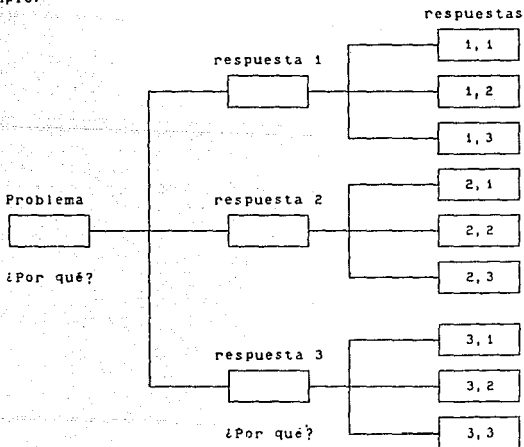 respuestas
1, 1
respuesta 1
1, 2
1, 3
2, 1
Problema
respuesta 2
2, 2
¿Por qué?
2, 3
3, 1
respuesta 3
3, 2
¿Por qué?
3, 3